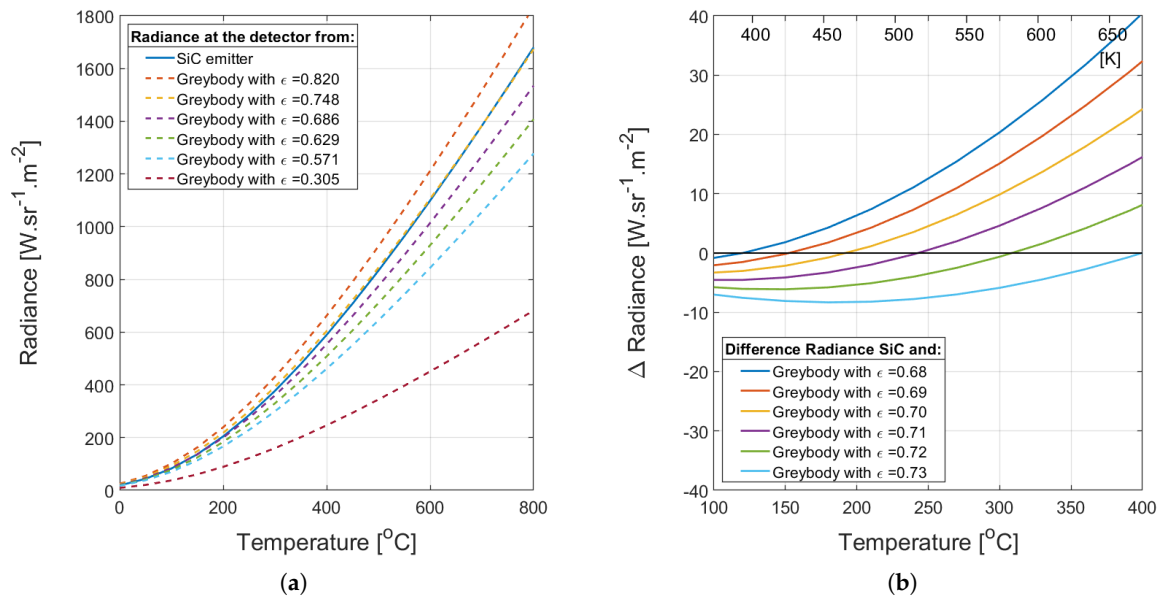 1800
1600
1400
1200
1000
800
600
400
200
0
Radiance [W.sr-1.m-2]
Radiance at the detector from:
SiC emitter
Greybody with ϵ =0.820
Greybody with ϵ =0.748
Greybody with ϵ =0.686
Greybody with ϵ =0.629
Greybody with ϵ =0.571
Greybody with ϵ =0.305
0 200 400 600 800
Temperature [oC]
(a)
40
30
20
10
0
-10
-20
-30
-40
Δ Radiance [W.sr-1.m-2]
400 450 500 550 600 650
[K]
Difference Radiance SiC and:
Greybody with ϵ =0.68
Greybody with ϵ =0.69
Greybody with ϵ =0.70
Greybody with ϵ =0.71
Greybody with ϵ =0.72
Greybody with ϵ =0.73
100 150 200 250 300 350 400
Temperature [oC]
(b)